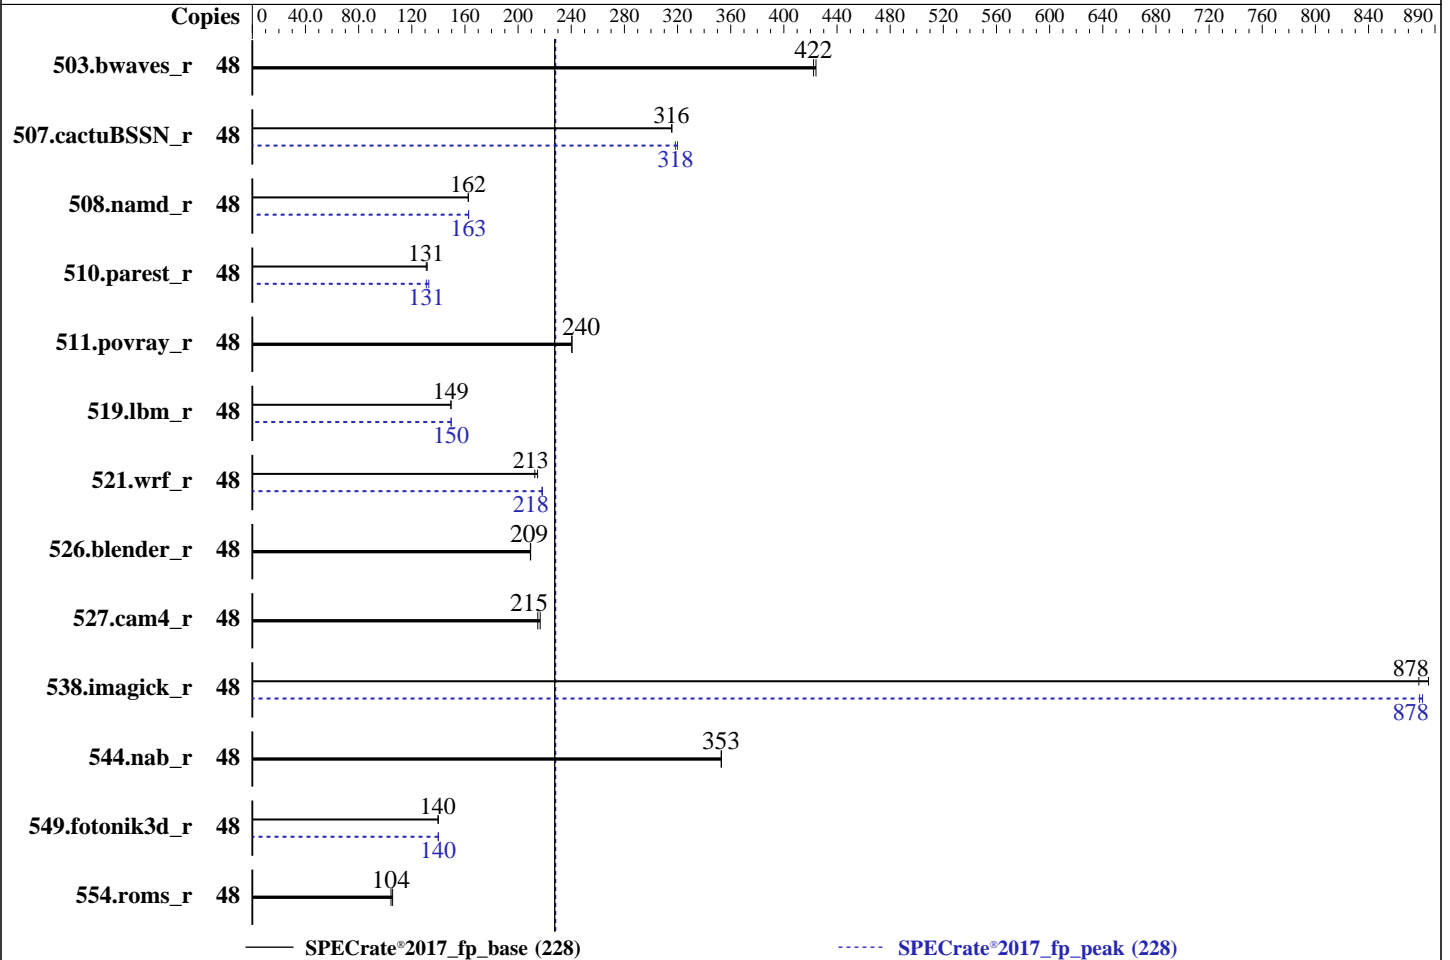 Copies 0 40.0 80.0 120 160 200 240 280 320 360 400 440 480 520 560 600 640 680 720 760 800 840 890
503.bwaves_r 48 422
507.cactuBSSN_r 48 316
318
508.namd_r 48 162
163
510.parest_r 48 131
131
511.povray_r 48 240
519.lbm_r 48 149
150
521.wrf_r 48 213
218
526.blender_r 48 209
527.cam4_r 48 215
538.imagick_r 48 878
878
544.nab_r 48 353
549.fotonik3d_r 48 140
140
554.roms_r 48 104
SPECrate®2017_fp_base (228) SPECrate®2017_fp_peak (228)